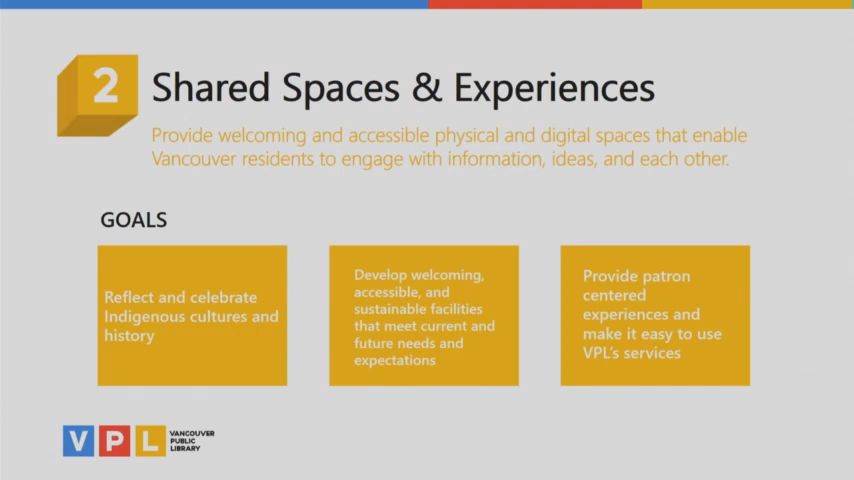 2
Shared Spaces & Experiences
Provide welcoming and accessible physical and digital spaces that enable
Vancouver residents to engage with information, ideas, and each other.
GOALS
Reflect and celebrate
Indigenous cultures and
history
Develop welcoming,
accessible, and
sustainable facilities
that meet current and
future needs and
expectations
Provide patron
centered
experiences and
make it easy to use
VPL's services
VPL
VANCOUVER
PUBLIC
LIBRARY